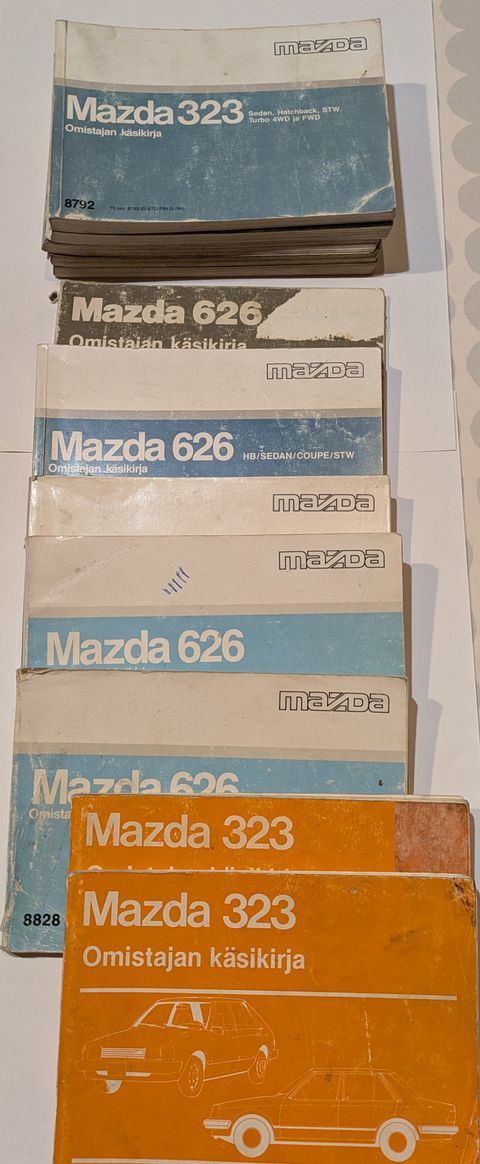 mazda
Mazda 323 Sedan, Hatchback, STW
Turbo 4WD ja FWD
Omistajan käsikirja
8792
Mazda 626
Omistajan käsikirja
mazda
Mazda 626 HB/SEDAN/COUPE/STW
Omistajan käsikirja
mazda
mazda
Mazda 626
mazda
Mazda 626
8828
Mazda 323
Mazda 323
Omistajan käsikirja